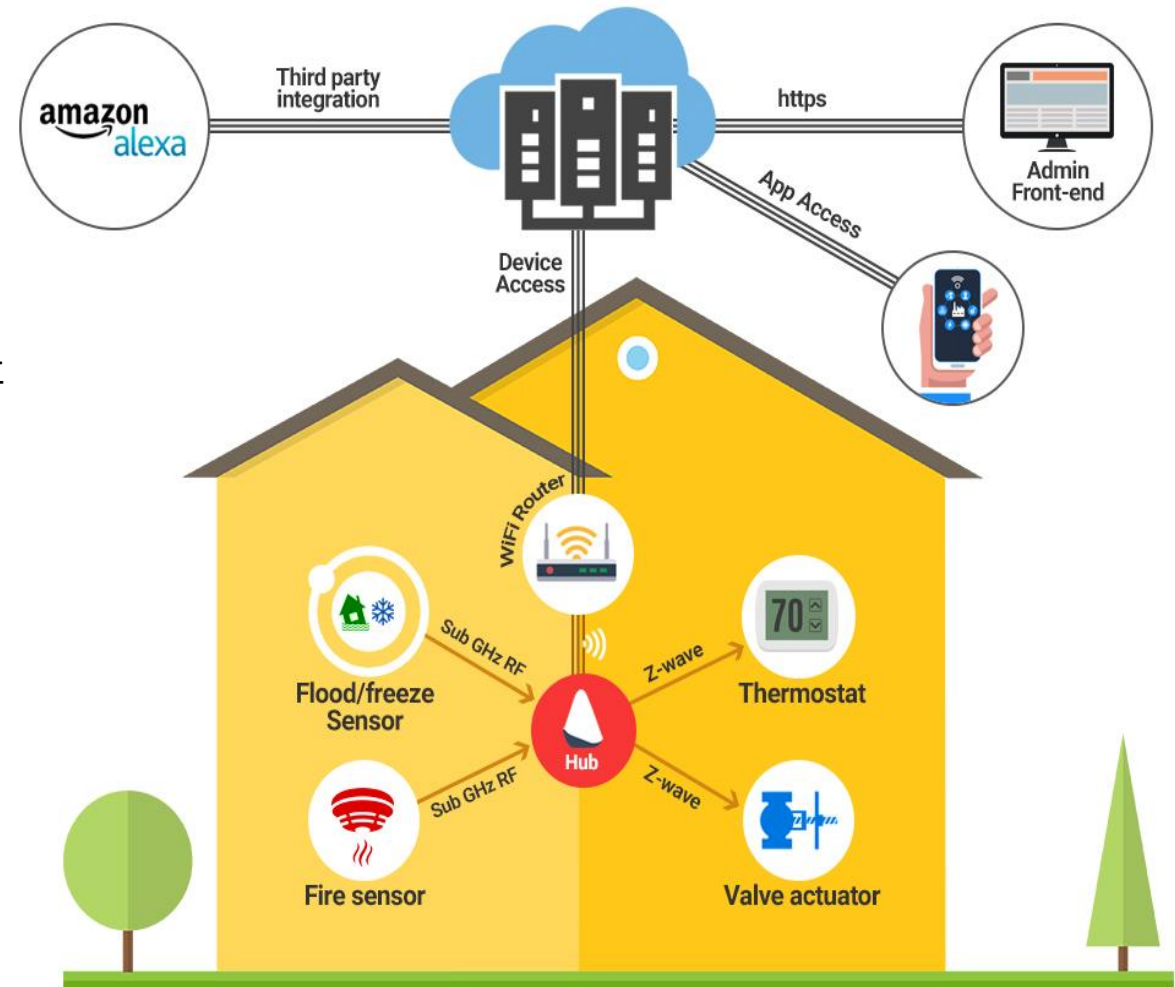 amazon
alexa
Third party
integration
https
Admin
Front-end
App Access
Device
Access
WiFi Router
70
Sub GHz RF
Z-wave
Flood/freeze
Sensor
Thermostat
Hub
Sub GHz RF
Z-wave
Fire sensor
Valve actuator